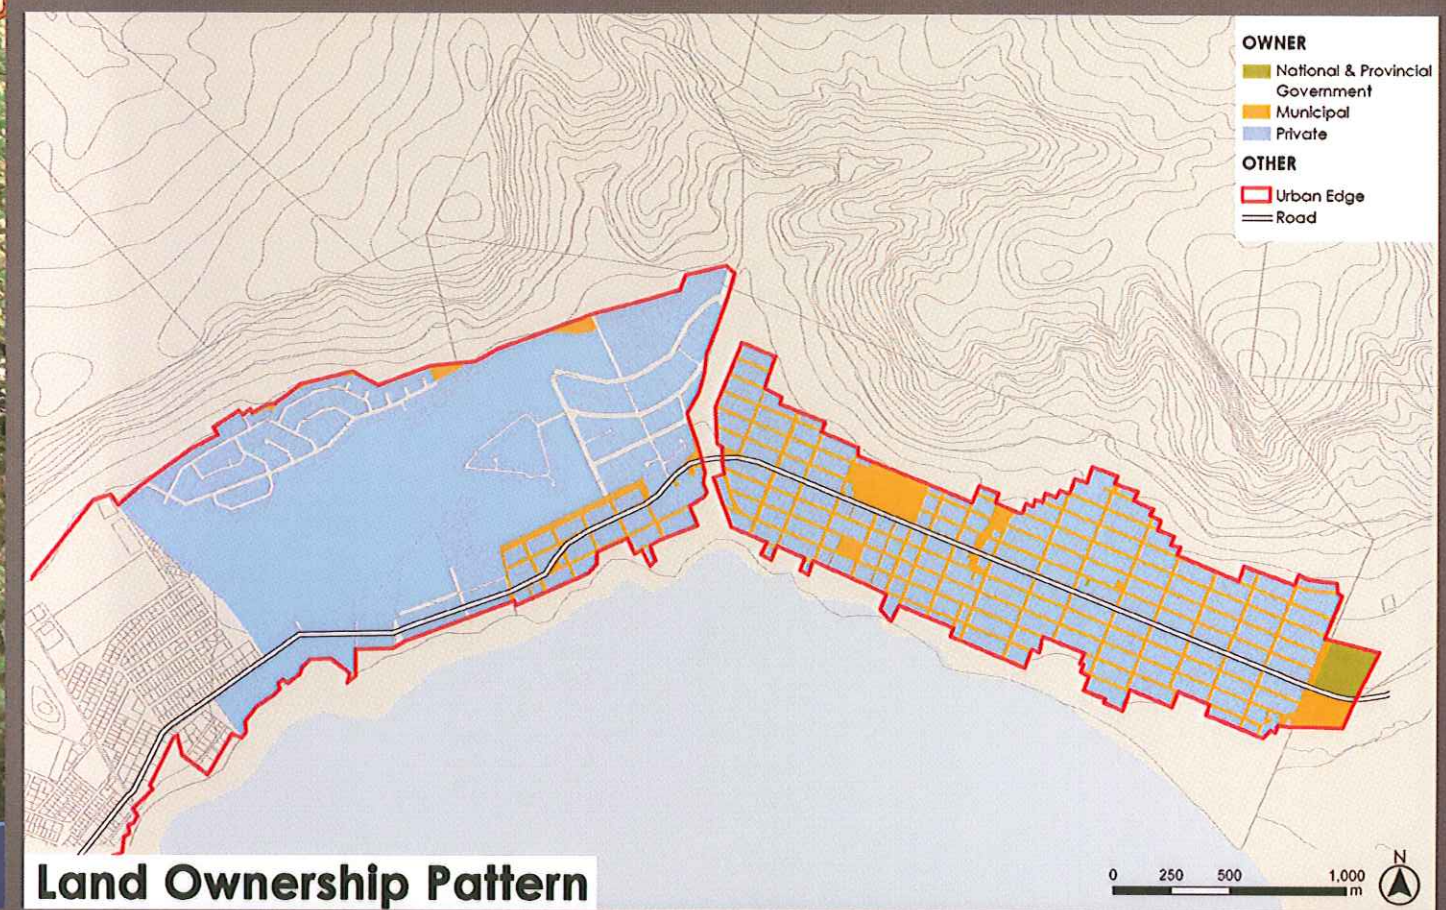 OWNER
National & Provincial
Government
Municipal
Private
OTHER
Urban Edge
Road
Land Ownership Pattern
0 250 500 1,000
m
N